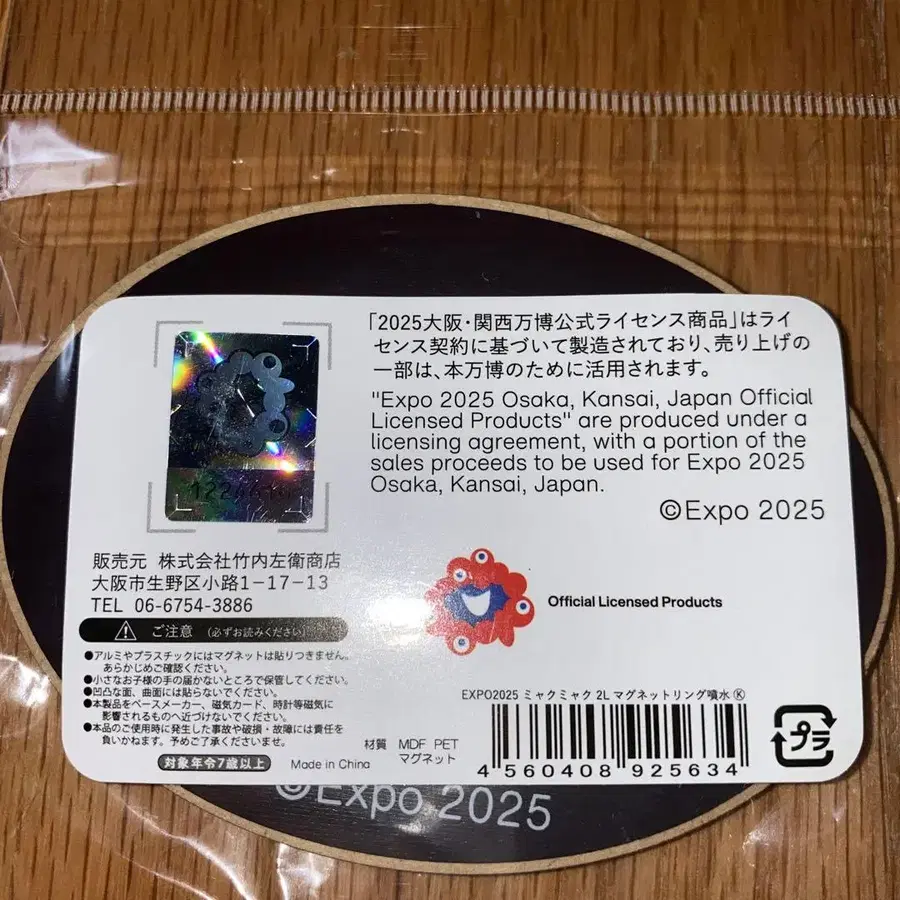 「2025大阪・関西万博公式ライセンス商品」はライ
センス契約に基づいて製造されており、売り上げの
一部は、本万博のために活用されます。
"Expo 2025 Osaka, Kansai, Japan Official
Licensed Products" are produced under a
licensing agreement, with a portion of the
sales proceeds to be used for Expo 2025
Osaka, Kansai, Japan.
©Expo 2025
販売元 株式会社竹内左衛商店
大阪市生野区小路1-17-13
TEL 06-6754-3886
ご注意 (必ずお読みください)
●アルミやプラスチックにはマグネットは貼りつきません。
あらかじめご確認ください。
●小さなお子様の手の届かないところで保管してください。
●凹凸な面、曲面には貼らないでください。
●本製品をペースメーカー、磁気カード、時計等磁気に
影響されるものへ近づけないでください。
●本品のご使用時に発生した事故や破損・故障には責任を
負いかねます。予めご了承くださいませ。
対象年令7歳以上
Made in China
材質 MDF PET
マグネット
Official Licensed Products
EXPO2025 ミャクミャク 2L マグネットリング噴水 Ⓚ
4 560408 925634
プラ
©Expo 2025